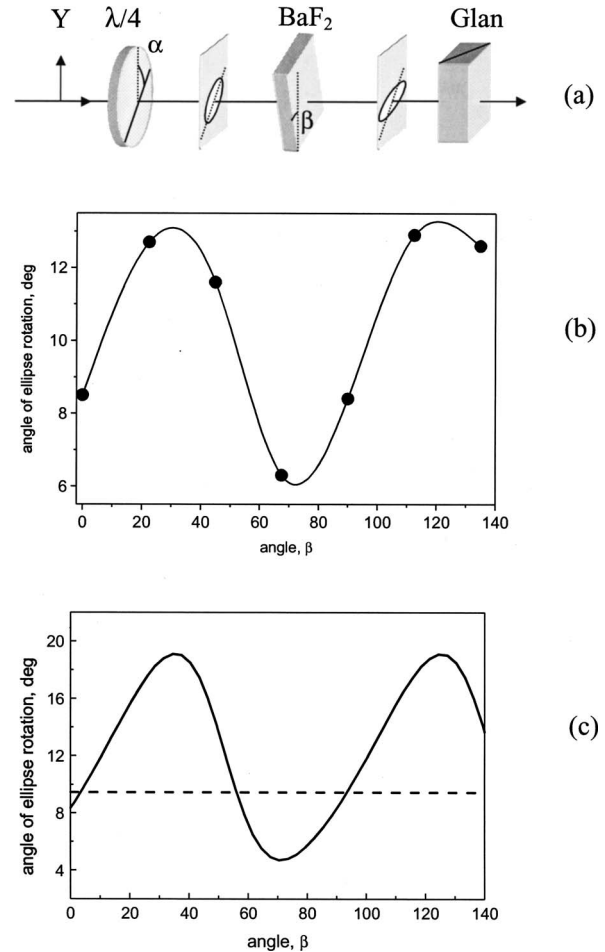 Y λ/4 BaF₂ Glan
α
β
(a)
angle of ellipse rotation, deg
12
10
8
6
0 20 40 60 80 100 120 140
angle, β
(b)
angle of ellipse rotation, deg
20
16
12
8
4
0 20 40 60 80 100 120 140
angle, β
(c)